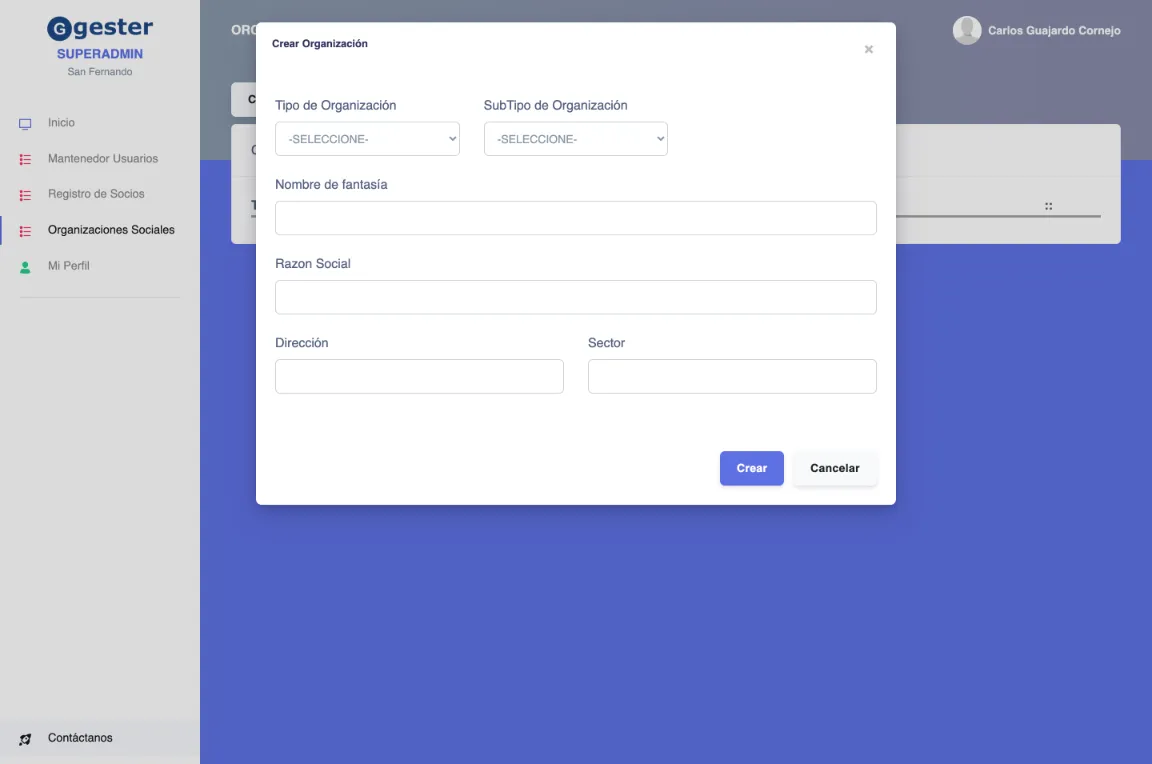 Ggester
SUPERADMIN
San Fernando
Inicio
Mantenedor Usuarios
Registro de Socios
Organizaciones Sociales
Mi Perfil
Contáctanos
Carlos Guajardo Cornejo
Crear Organización
×
Tipo de Organización SubTipo de Organización
-SELECCIONE- -SELECCIONE-
Nombre de fantasía
Razon Social
Dirección Sector
Crear Cancelar